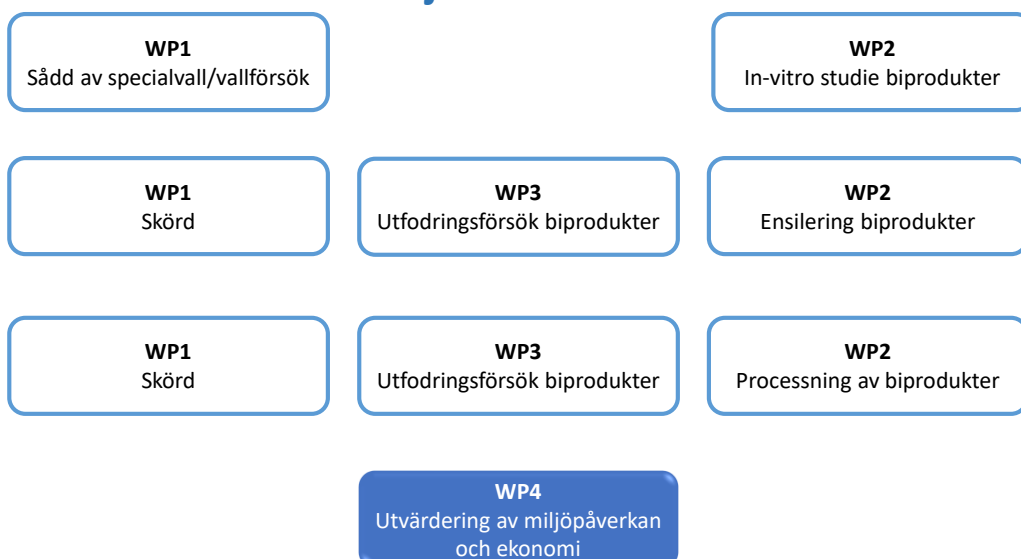 WP1
Sådd av specialvall/vallförsök
WP2
In-vitro studie biprodukter
WP1
Skörd
WP3
Utfodringsförsök biprodukter
WP2
Ensilering biprodukter
WP1
Skörd
WP3
Utfodringsförsök biprodukter
WP2
Processning av biprodukter
WP4
Utvärdering av miljöpåverkan
och ekonomi